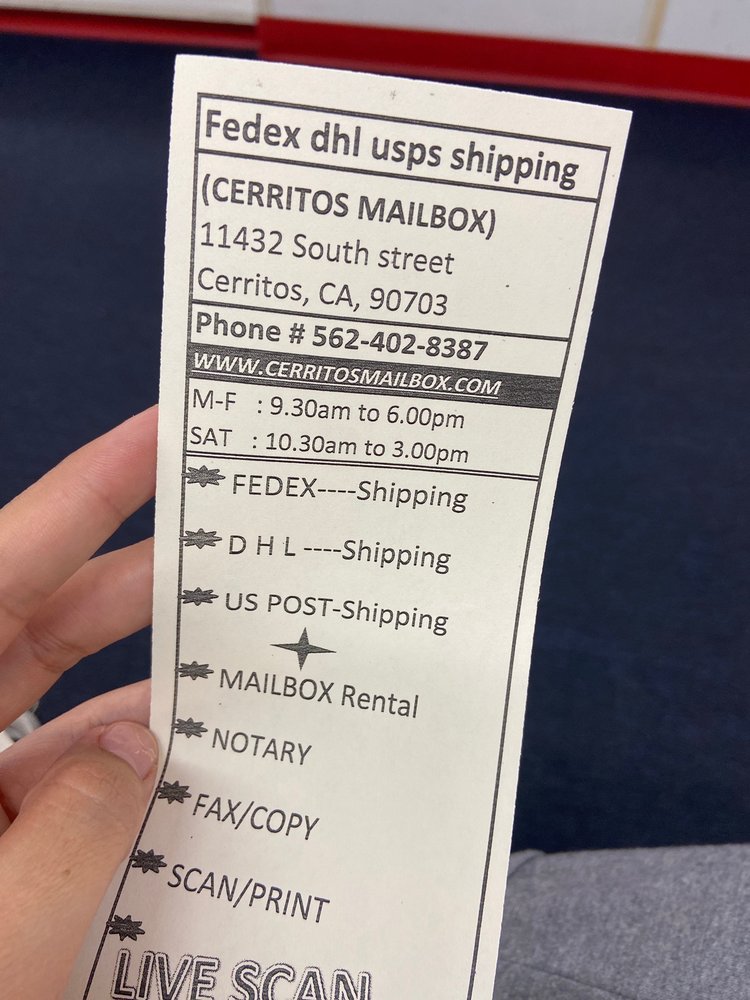 Fedex dhl usps shipping
(CERRITOS MAILBOX)
11432 South street
Cerritos, CA, 90703
Phone # 562-402-8387
WWW.CERRITOSMAILBOX.COM
M-F : 9.30am to 6.00pm
SAT : 10.30am to 3.00pm
FEDEX----Shipping
D H L ----Shipping
US POST-Shipping
MAILBOX Rental
NOTARY
FAX/COPY
SCAN/PRINT
LIVE SCAN